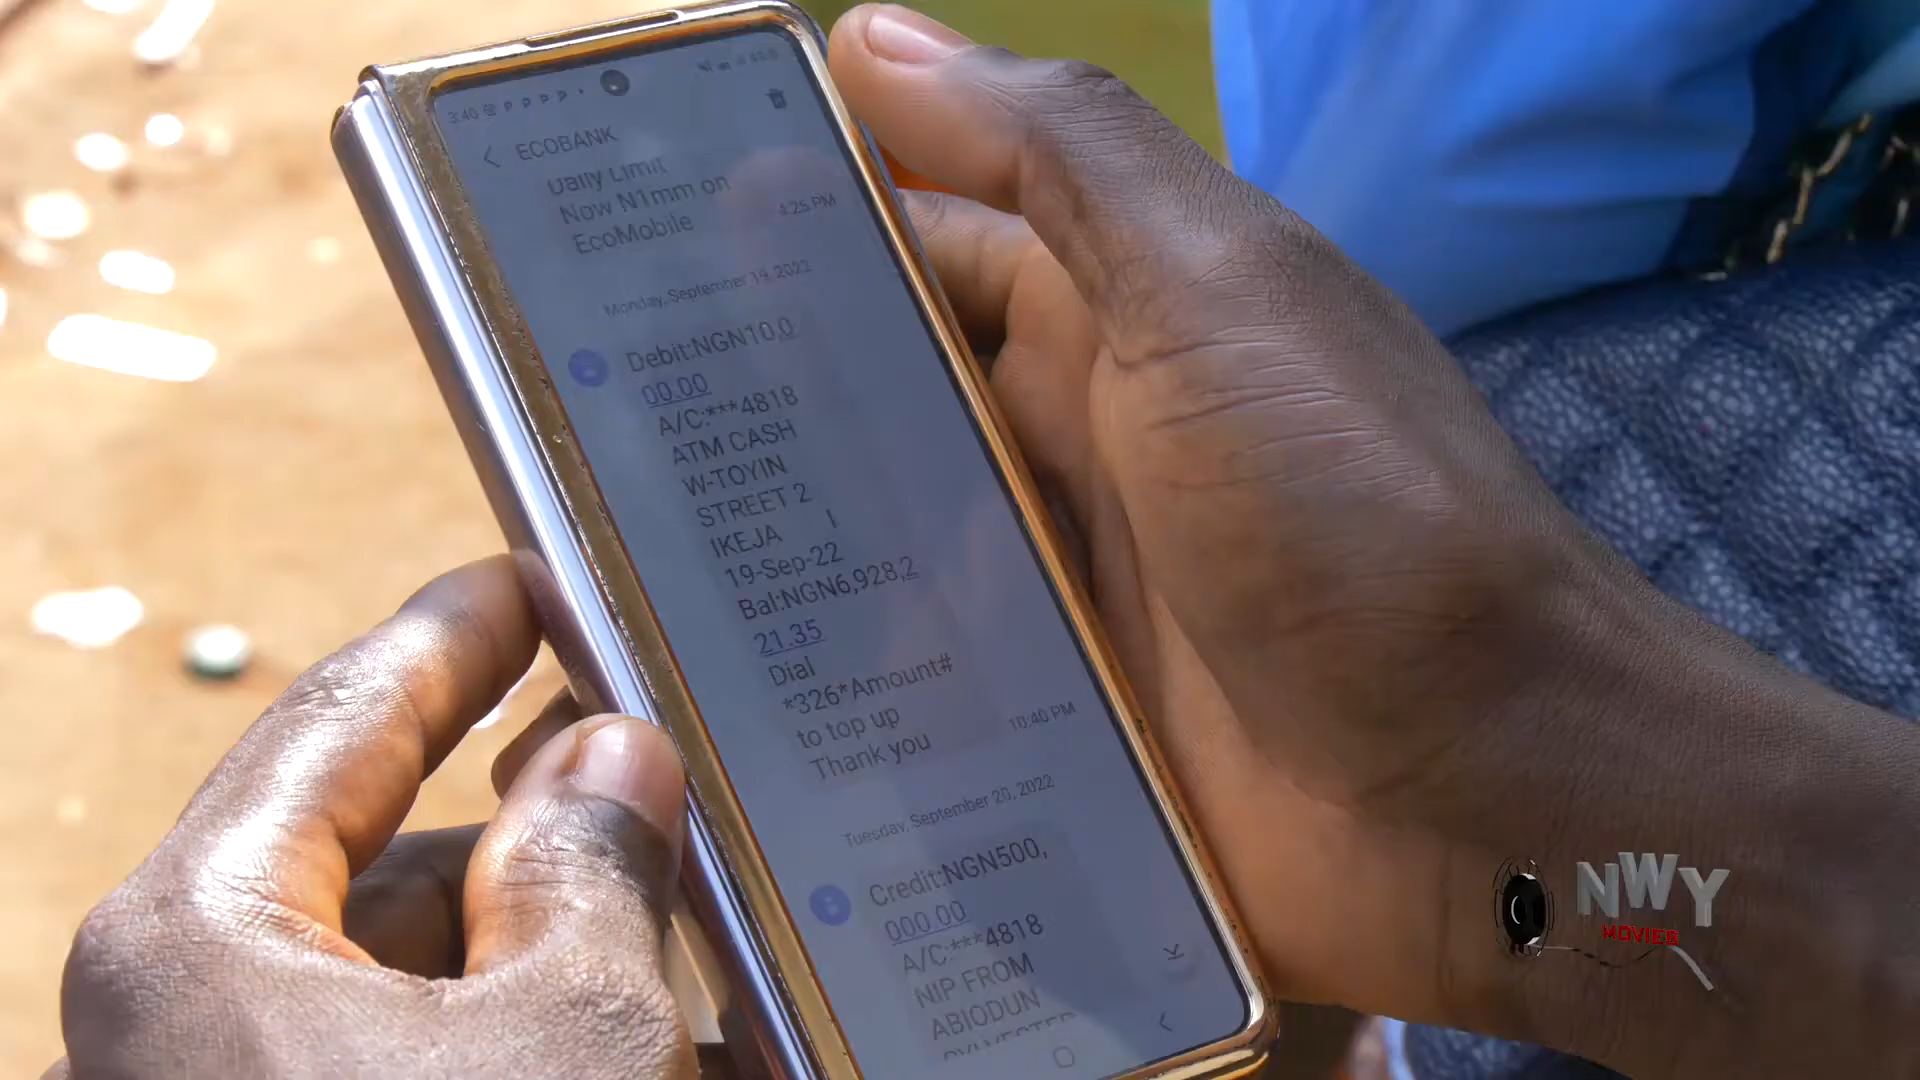 3:40
ECOBANK
Daily Limit
Now N1mm on
EcoMobile
4:25 PM
Monday, September 19, 2022
Debit:NGN10,0
00.00
A/C:***4818
ATM CASH
W-TOYIN
STREET 2
IKEJA I
19-Sep-22
Bal:NGN6,928,2
21.35
Dial
*326*Amount#
to top up
Thank you
10:40 PM
Tuesday, September 20, 2022
Credit:NGN500,
000.00
A/C:***4818
NIP FROM
ABIODUN
SYLVESTER
NWY
MOVIES